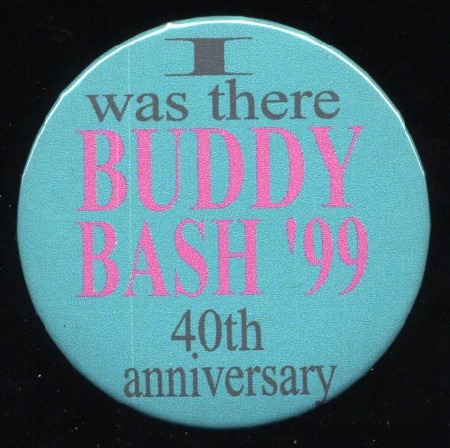 I
was there
BUDDY
BASH '99
40th
anniversary